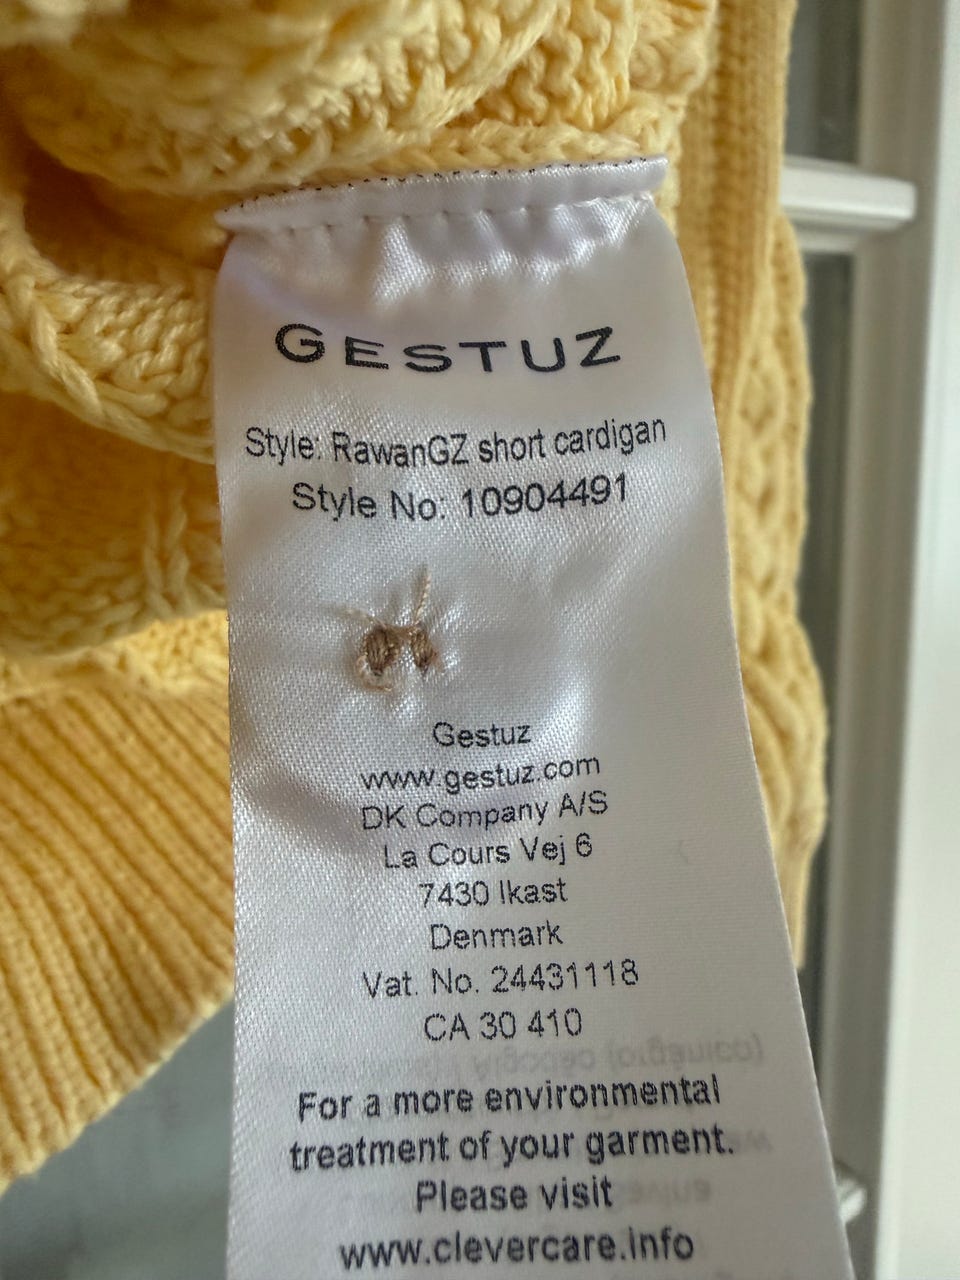 GESTUZ
Style: RawanGZ short cardigan
Style No: 10904491
Gestuz
www.gestuz.com
DK Company A/S
La Cours Vej 6
7430 Ikast
Denmark
Vat. No. 24431118
CA 30 410
For a more environmental
treatment of your garment.
Please visit
www.clevercare.info